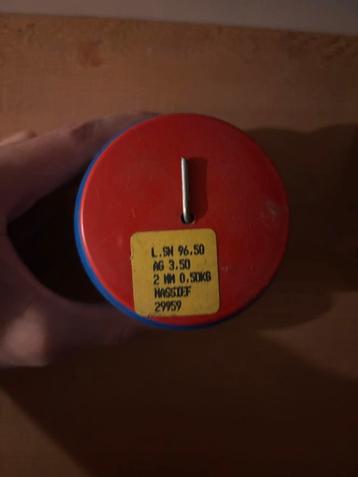 L.SN 96.50
AG 3.50
2 MM 0.50KG
MASSIEF
29959